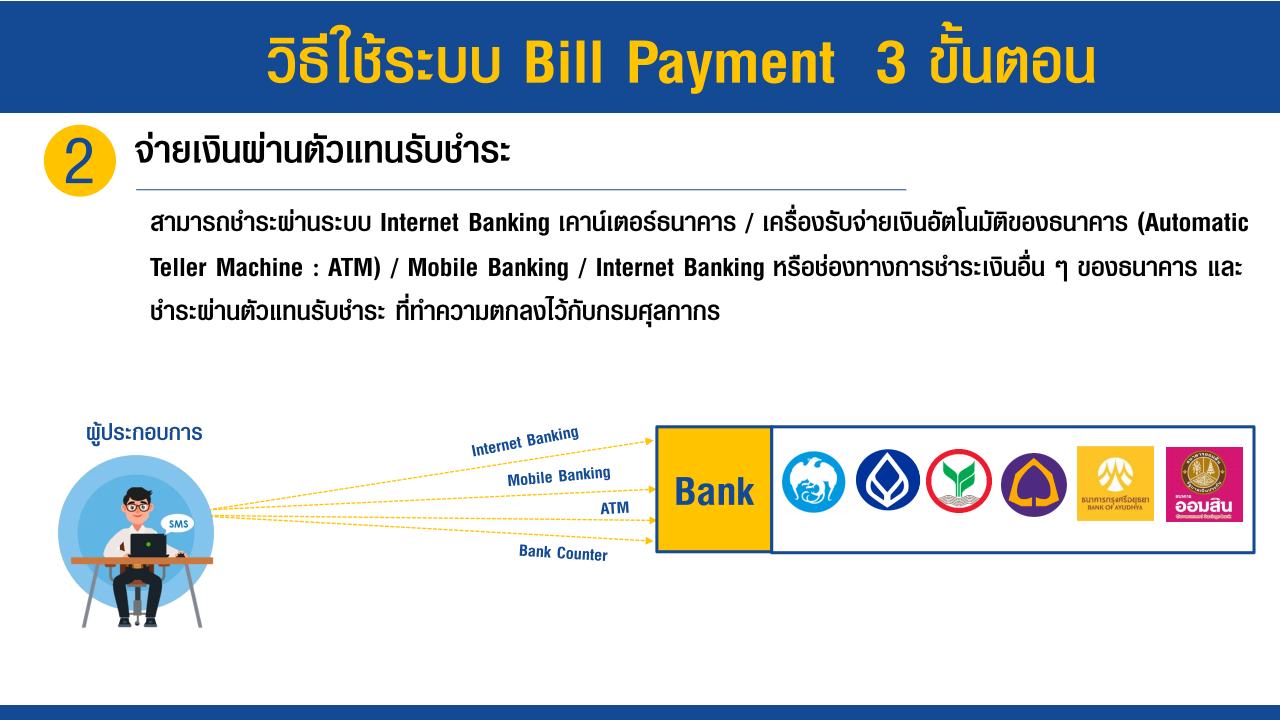 วิธีใช้ระบบ Bill Payment 3 ขั้นตอน
2
จ่ายเงินผ่านตัวแทนรับชำระ
สามารถชำระผ่านระบบ Internet Banking เคาน์เตอร์ธนาคาร / เครื่องรับจ่ายเงินอัตโนมัติของธนาคาร (Automatic
Teller Machine : ATM) / Mobile Banking / Internet Banking หรือช่องทางการชำระเงินอื่น ๆ ของธนาคาร และ
ชำระผ่านตัวแทนรับชำระ ที่ทำความตกลงไว้กับกรมศุลกากร
ผู้ประกอบการ
SMS
Internet Banking
Mobile Banking
ATM
Bank Counter
Bank
ธนาคารกรุงศรีอยุธยา
BANK OF AYUDHYA
ธนาคาร
ออมสิน
Government Savings Bank